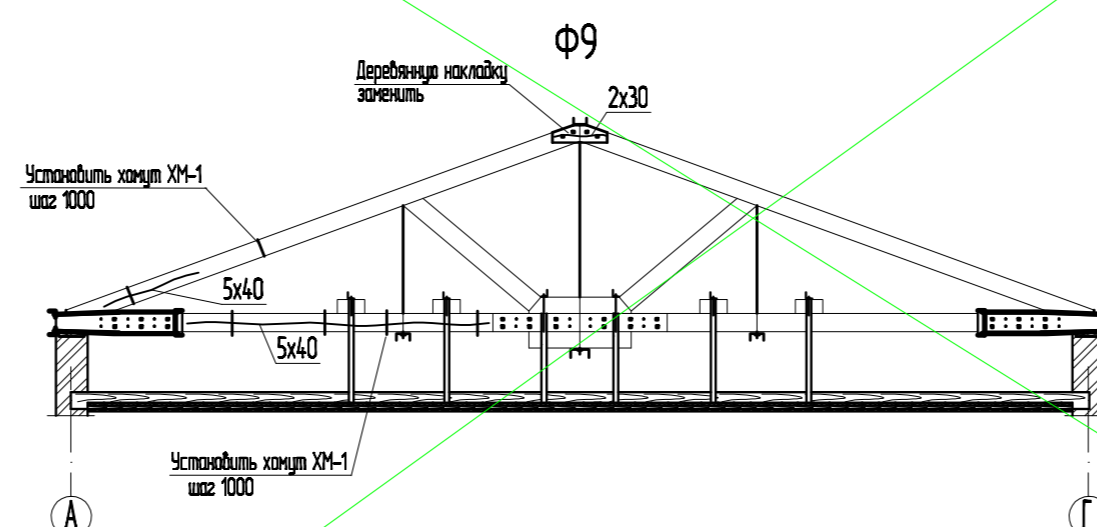 Ф9
Деревянную накладку
заменить
2х30
Установить хомут ХМ-1
шаг 1000
5х40
5х40
Установить хомут ХМ-1
шаг 1000
А
Г